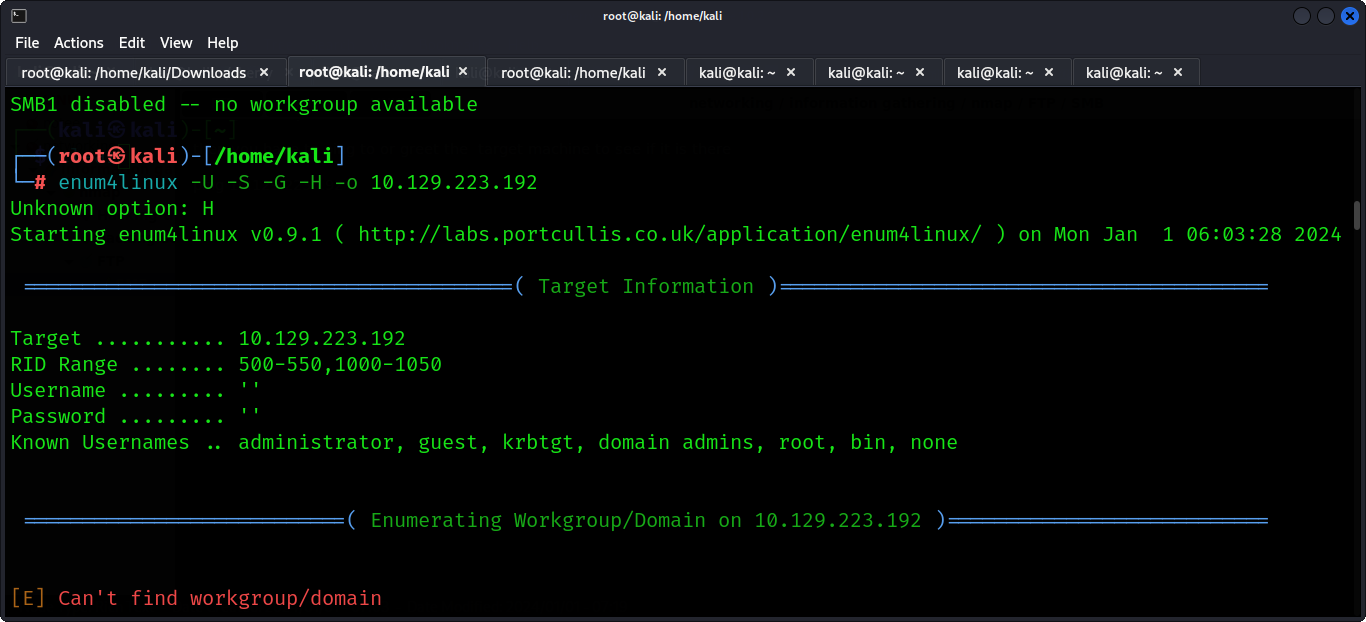 root@kali: /home/kali
File Actions Edit View Help
root@kali: /home/kali/Downloads × root@kali: /home/kali × root@kali: /home/kali × kali@kali: ~ × kali@kali: ~ × kali@kali: ~ × kali@kali: ~ ×
SMB1 disabled -- no workgroup available
(kali㉿kali)-[~]
┌──(root㉿kali)-[/home/kali]
└─# enum4linux -U -S -G -H -o 10.129.223.192
Unknown option: H
Starting enum4linux v0.9.1 ( http://labs.portcullis.co.uk/application/enum4linux/ ) on Mon Jan  1 06:03:28 2024
=========================================( Target Information )=========================================
Target ........... 10.129.223.192
RID Range ........ 500-550,1000-1050
Username ......... ''
Password ......... ''
Known Usernames .. administrator, guest, krbtgt, domain admins, root, bin, none
===========================( Enumerating Workgroup/Domain on 10.129.223.192 )===========================
[E] Can't find workgroup/domain